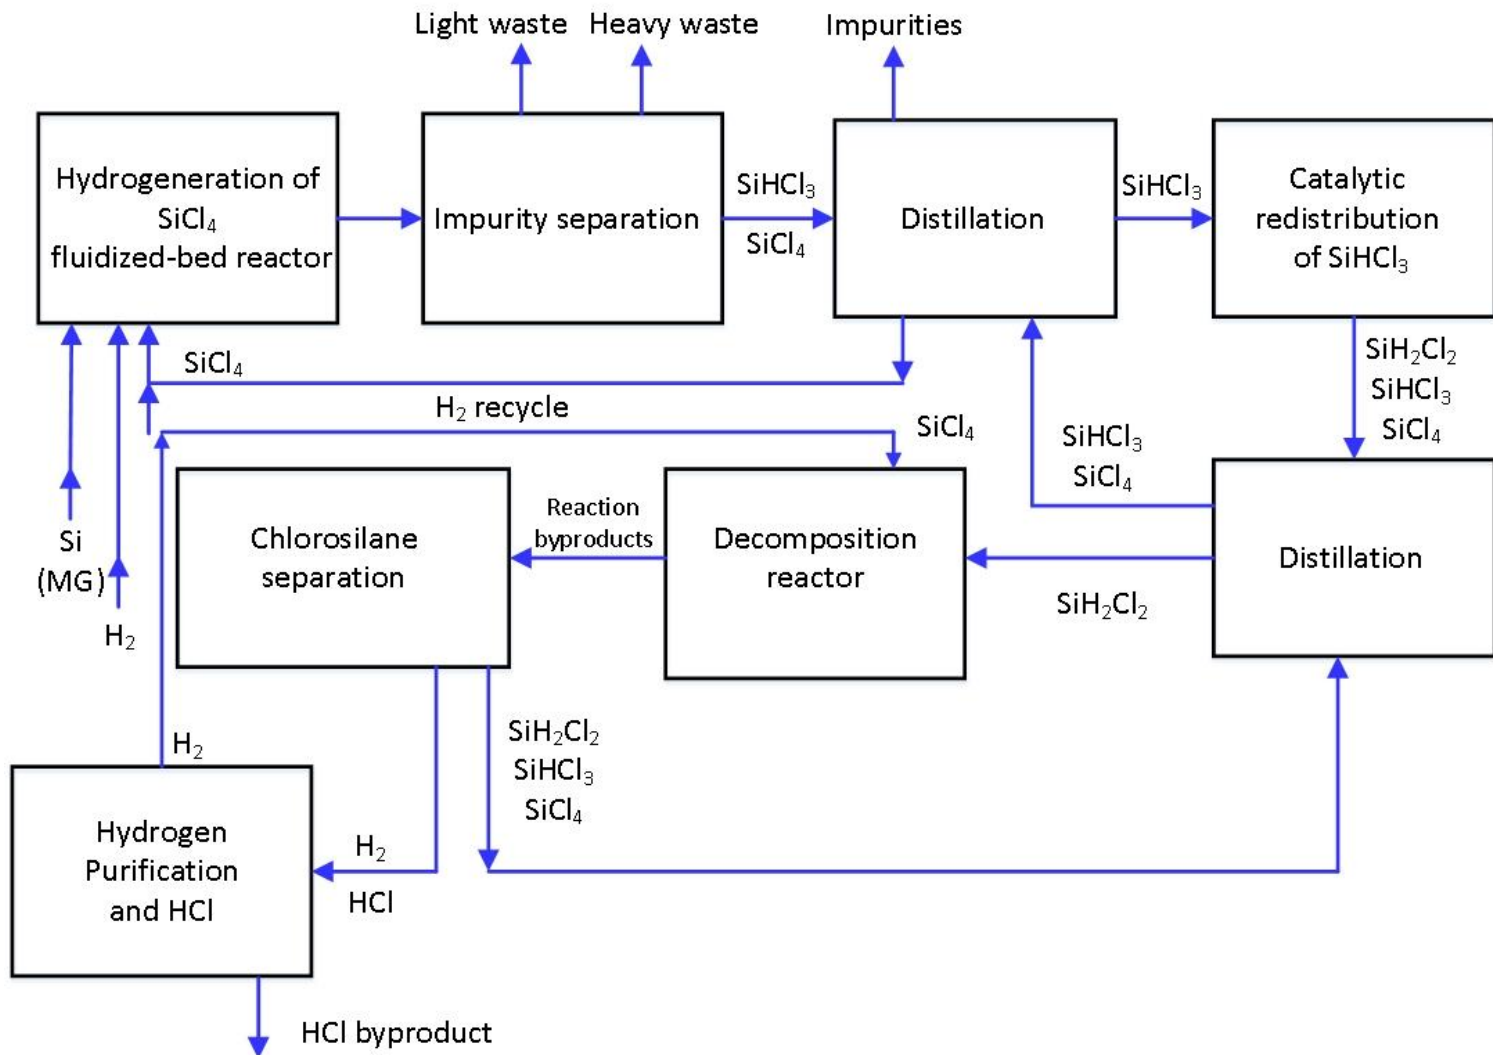 Light waste
Heavy waste
Impurities
Hydrogeneration of
SiCl₄
fluidized-bed reactor
Impurity separation
SiHCl₃
SiCl₄
Distillation
SiHCl₃
Catalytic
redistribution
of SiHCl₃
SiCl₄
H₂ recycle
SiCl₄
SiHCl₃
SiCl₄
SiH₂Cl₂
SiHCl₃
SiCl₄
Si
(MG)
H₂
Chlorosilane
separation
Reaction
byproducts
Decomposition
reactor
SiH₂Cl₂
Distillation
H₂
SiH₂Cl₂
SiHCl₃
SiCl₄
Hydrogen
Purification
and HCl
H₂
HCl
HCl byproduct